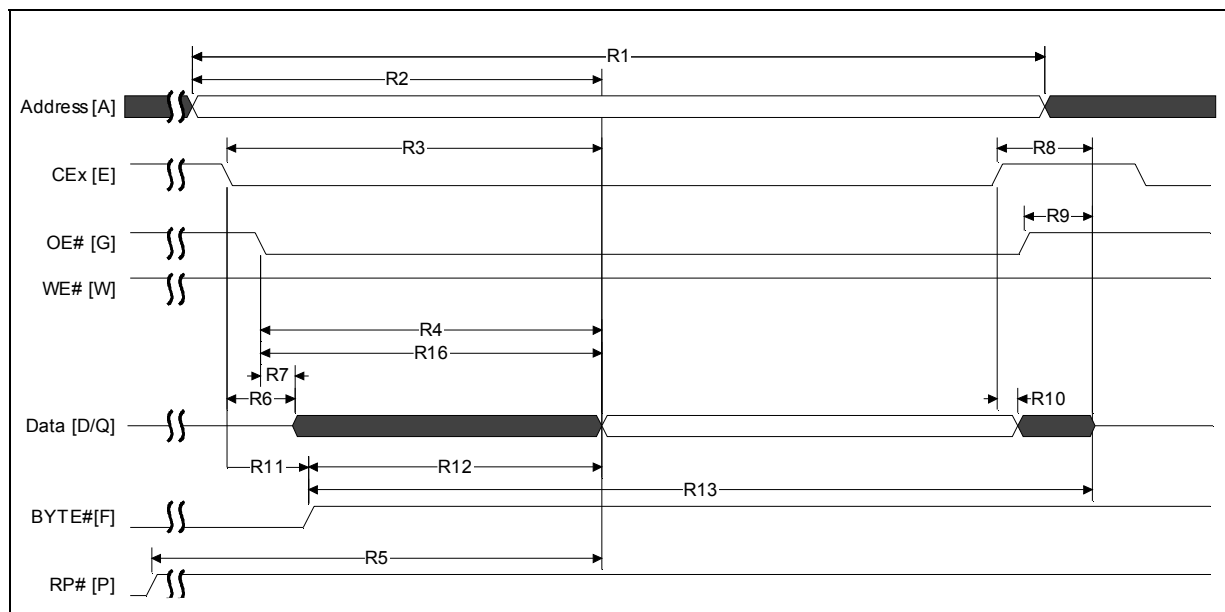 R1
R2
Address [A]
R3
R8
CEx [E]
R9
OE# [G]
WE# [W]
R4
R16
R7
R6
R10
Data [D/Q]
R11
R12
R13
BYTE#[F]
R5
RP# [P]